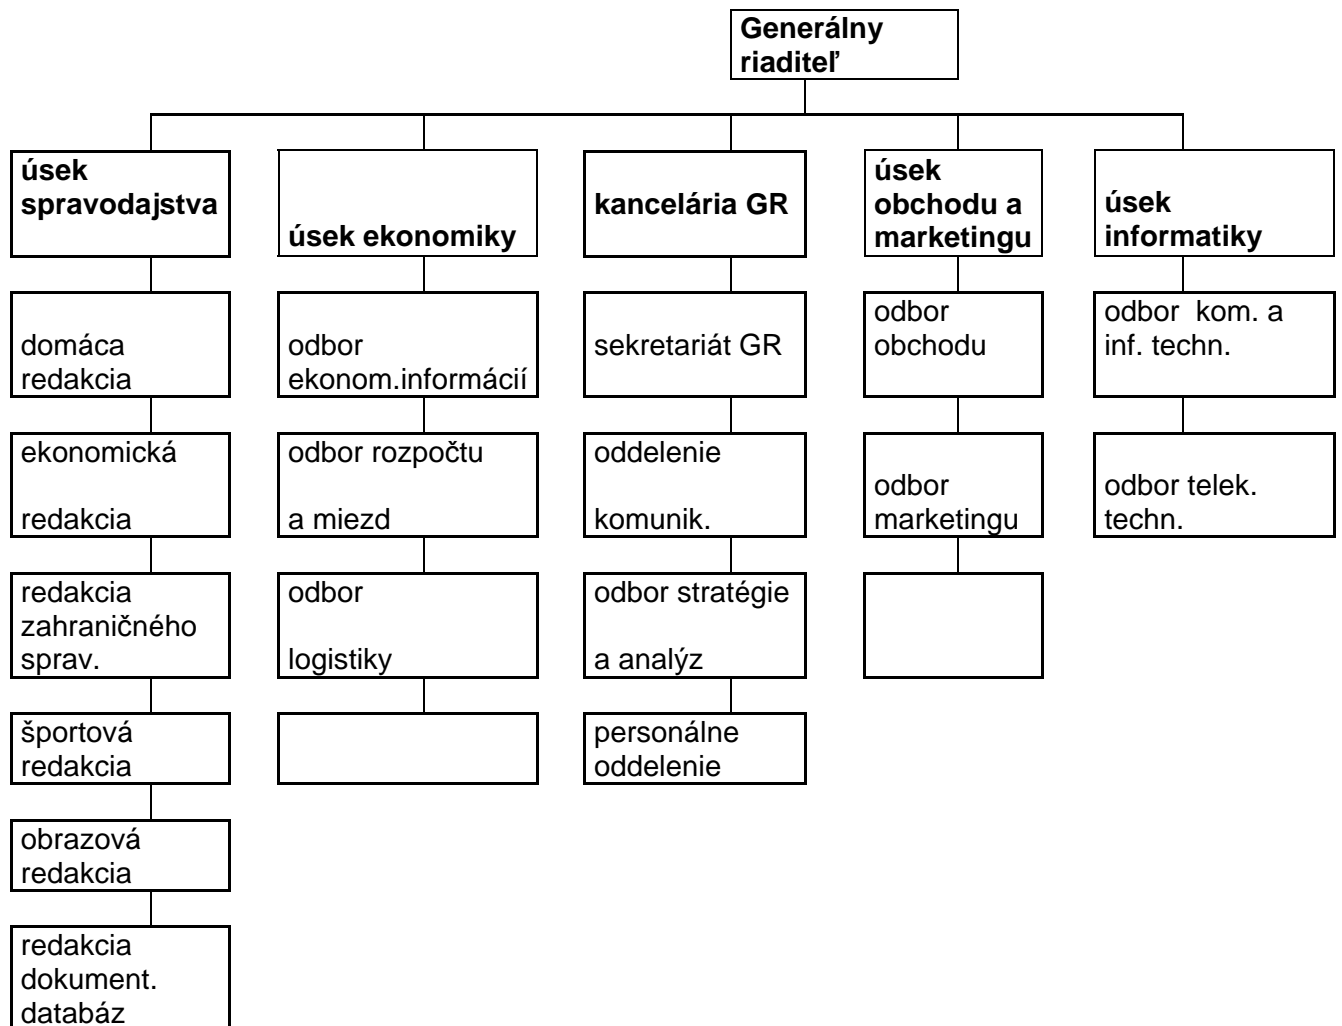 Generálny
riaditeľ
úsek
spravodajstva
úsek ekonomiky
kancelária GR
úsek
obchodu a
marketingu
úsek
informatiky
domáca
redakcia
odbor
ekonom.informácií
sekretariát GR
odbor
obchodu
odbor  kom. a
inf. techn.
ekonomická
redakcia
odbor rozpočtu
a miezd
oddelenie
komunik.
odbor
marketingu
odbor telek.
techn.
redakcia
zahraničného
sprav.
odbor
logistiky
odbor stratégie
a analýz
športová
redakcia
personálne
oddelenie
obrazová
redakcia
redakcia
dokument.
databáz